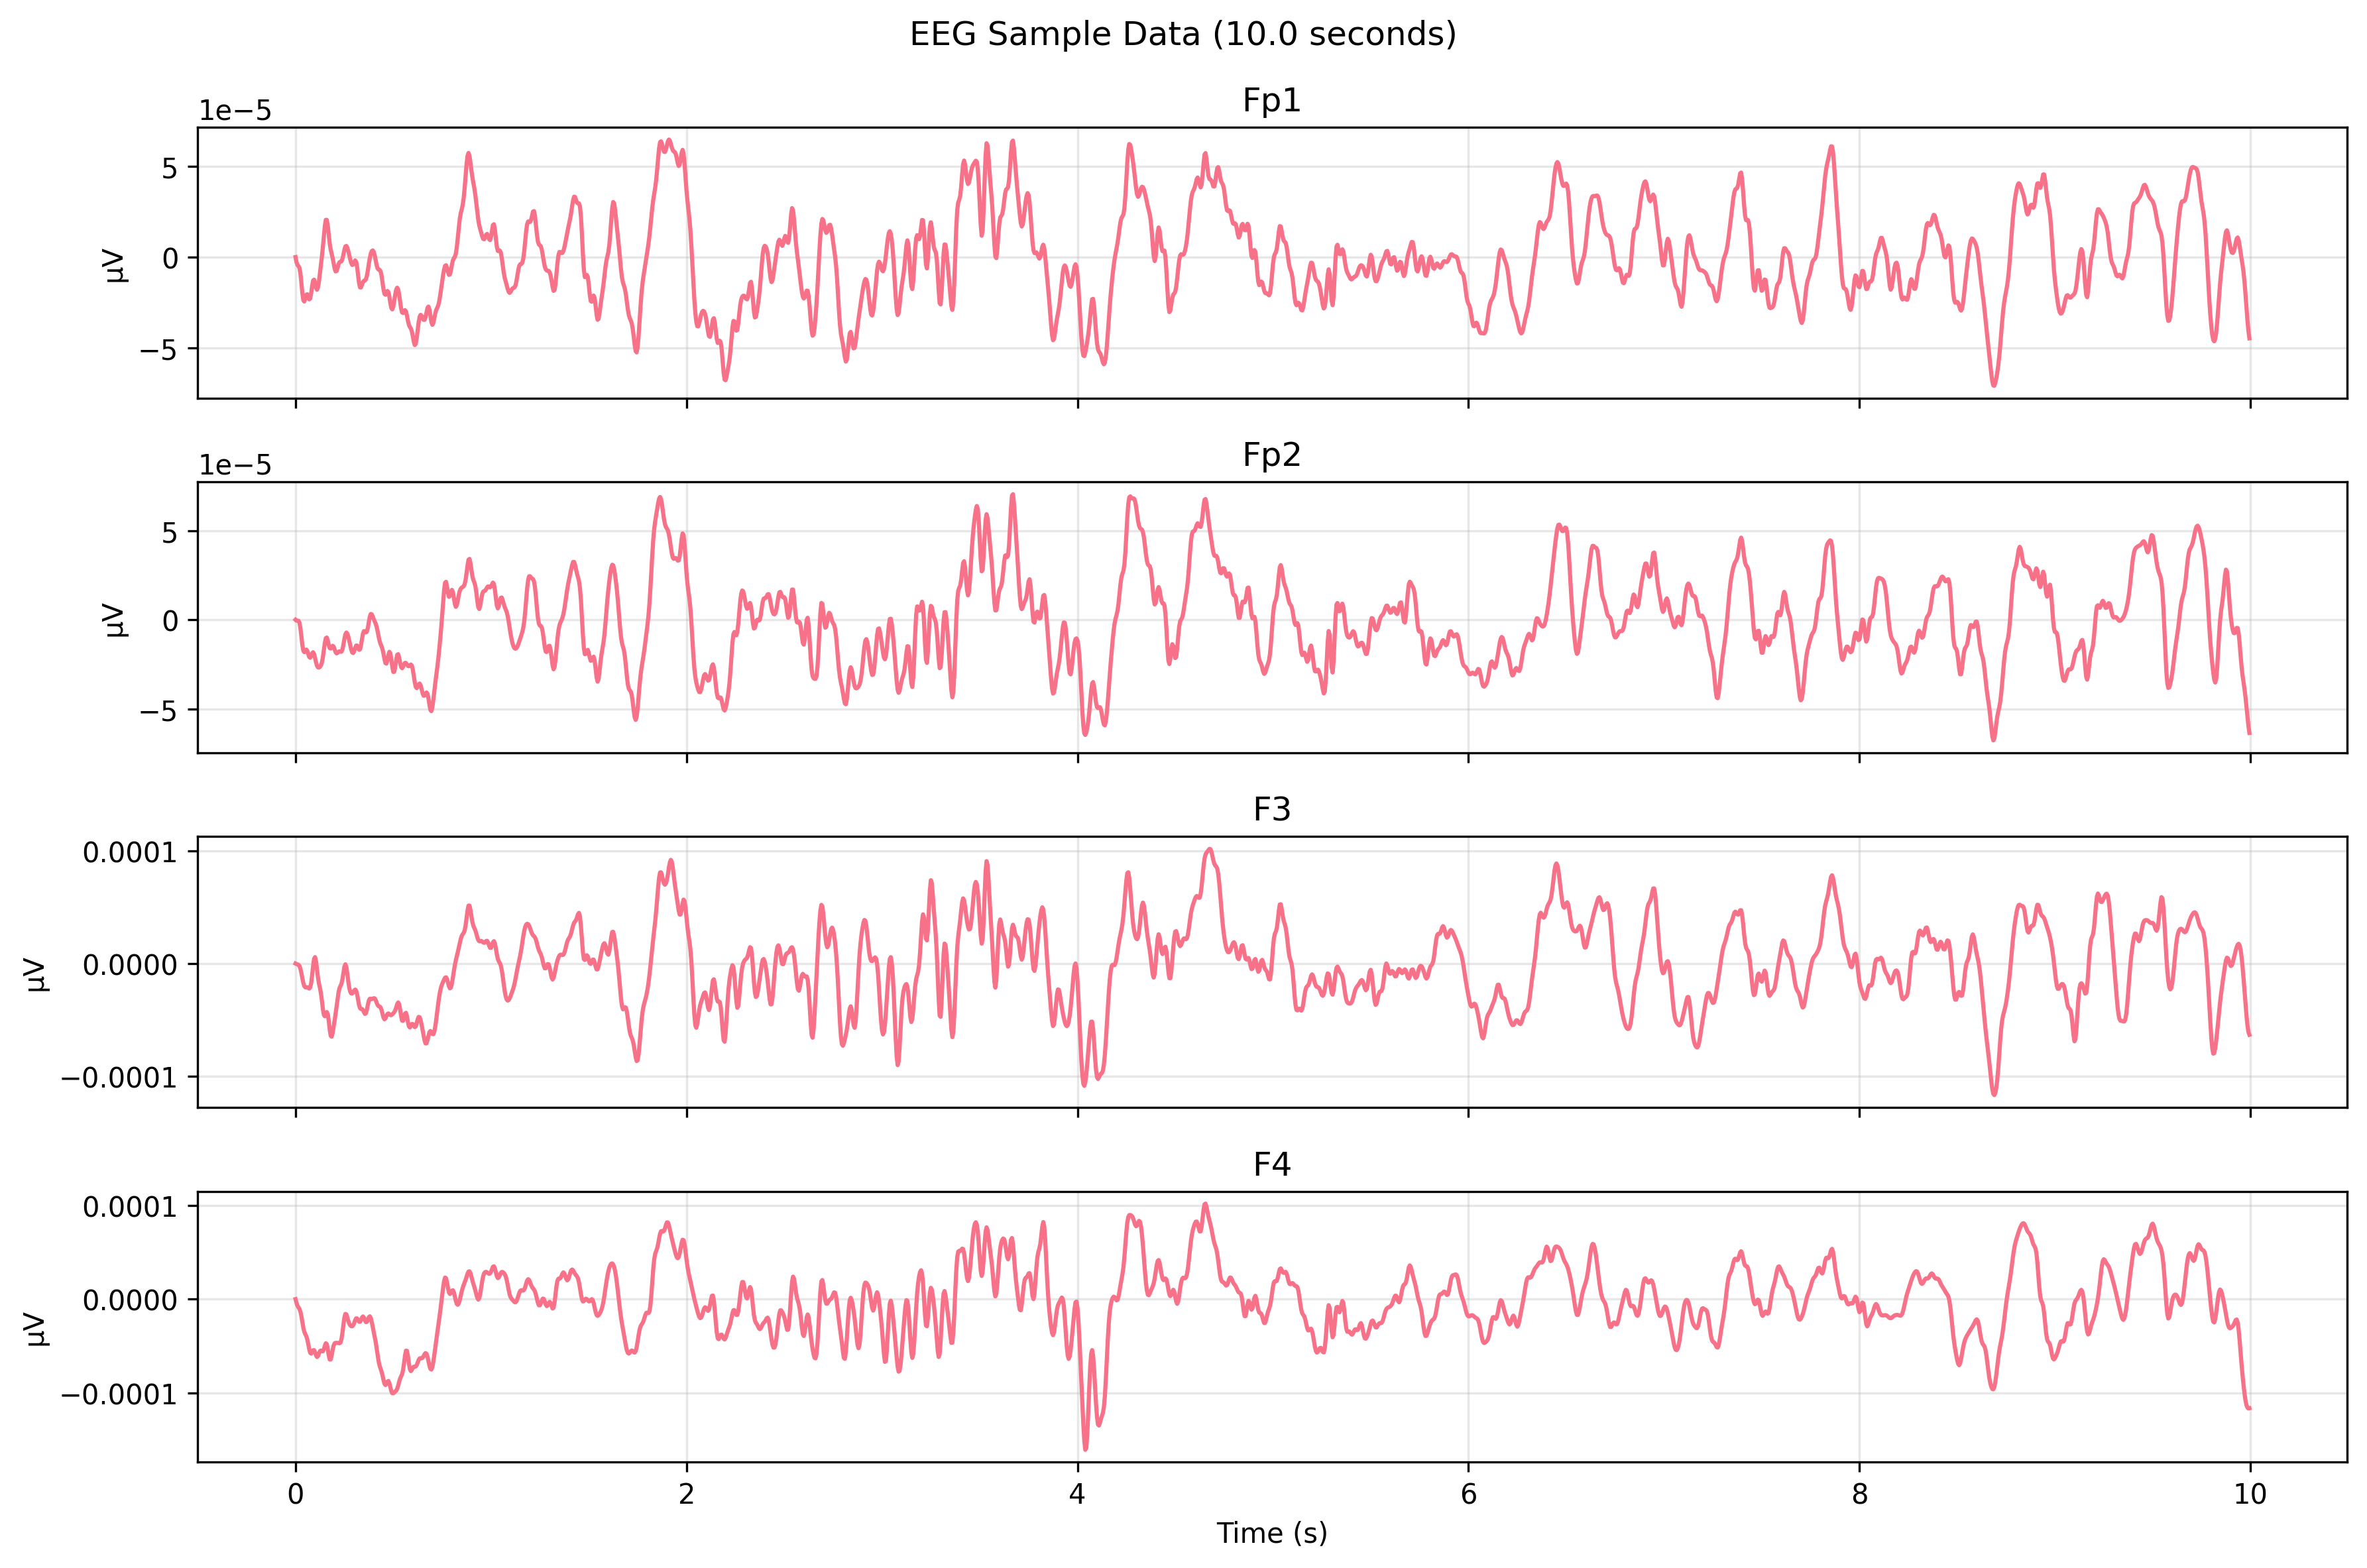 EEG Sample Data (10.0 seconds)
Fp1
1e−5
5
0
−5
µV
Fp2
1e−5
5
0
−5
µV
F3
0.0001
0.0000
−0.0001
µV
F4
0.0001
0.0000
−0.0001
µV
0 2 4 6 8 10
Time (s)